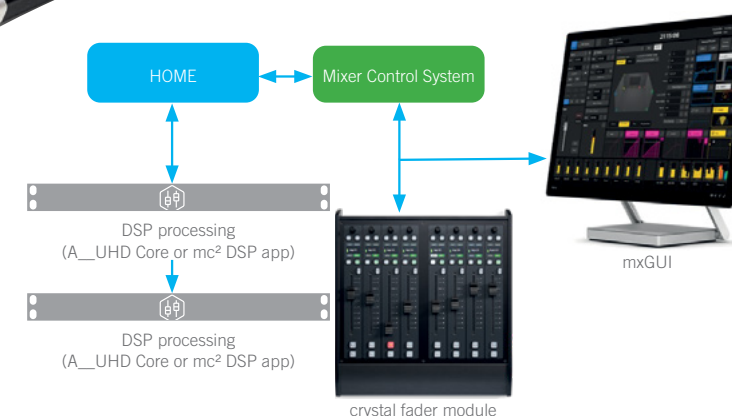 HOME
Mixer Control System
DSP processing
(A__UHD Core or mc² DSP app)
DSP processing
(A__UHD Core or mc² DSP app)
mxGUI
crystal fader module